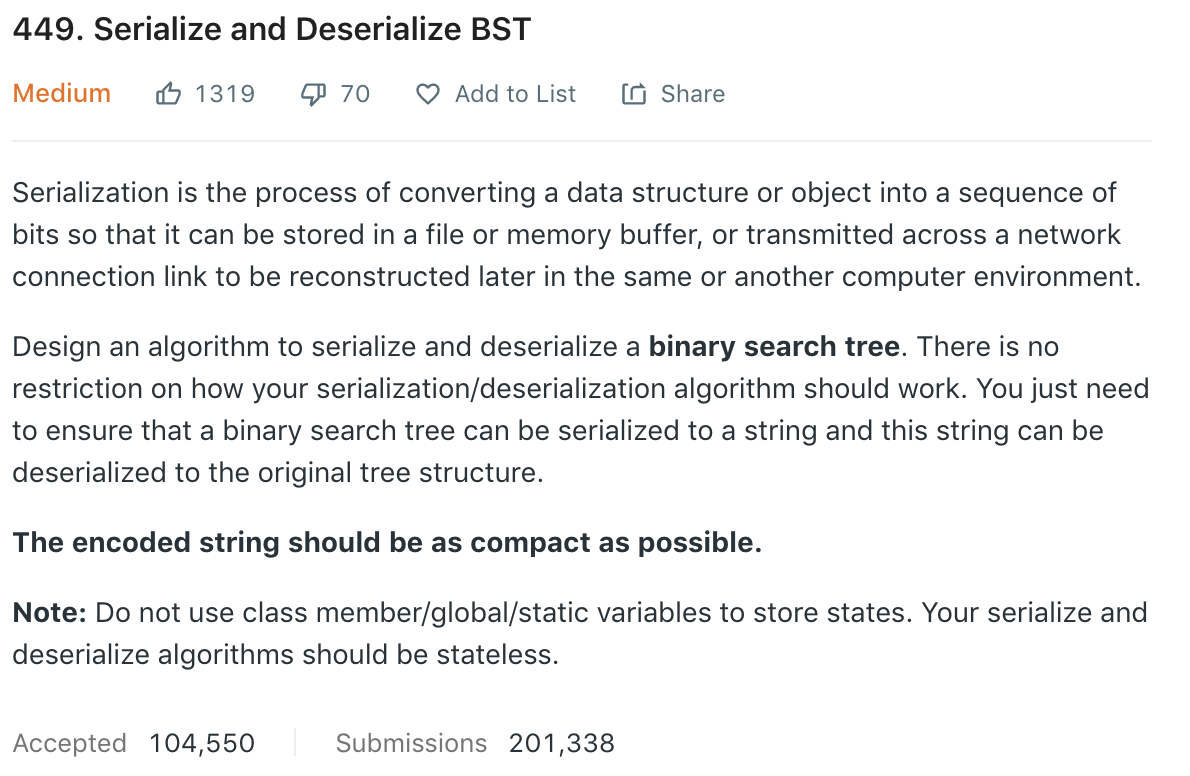 449. Serialize and Deserialize BST
Medium 1319 70 Add to List Share
Serialization is the process of converting a data structure or object into a sequence of
bits so that it can be stored in a file or memory buffer, or transmitted across a network
connection link to be reconstructed later in the same or another computer environment.
Design an algorithm to serialize and deserialize a binary search tree. There is no
restriction on how your serialization/deserialization algorithm should work. You just need
to ensure that a binary search tree can be serialized to a string and this string can be
deserialized to the original tree structure.
The encoded string should be as compact as possible.
Note: Do not use class member/global/static variables to store states. Your serialize and
deserialize algorithms should be stateless.
Accepted 104,550 Submissions 201,338